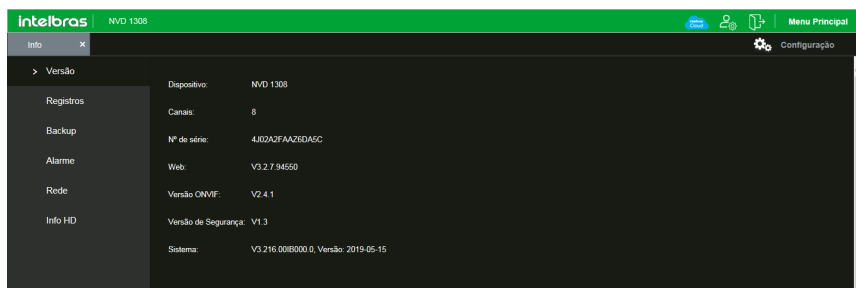 intelbras NVD 1308 Menu Principal
Info X Configuração
> Versão
Registros
Backup
Alarme
Rede
Info HD
Dispositivo: NVD 1308
Canais: 8
Nº de série: 4J02A2FAAZ6DA5C
Web: V3.2.7.94550
Versão ONVIF: V2.4.1
Versão de Segurança: V1.3
Sistema: V3.216.00IB000.0, Versão: 2019-05-15